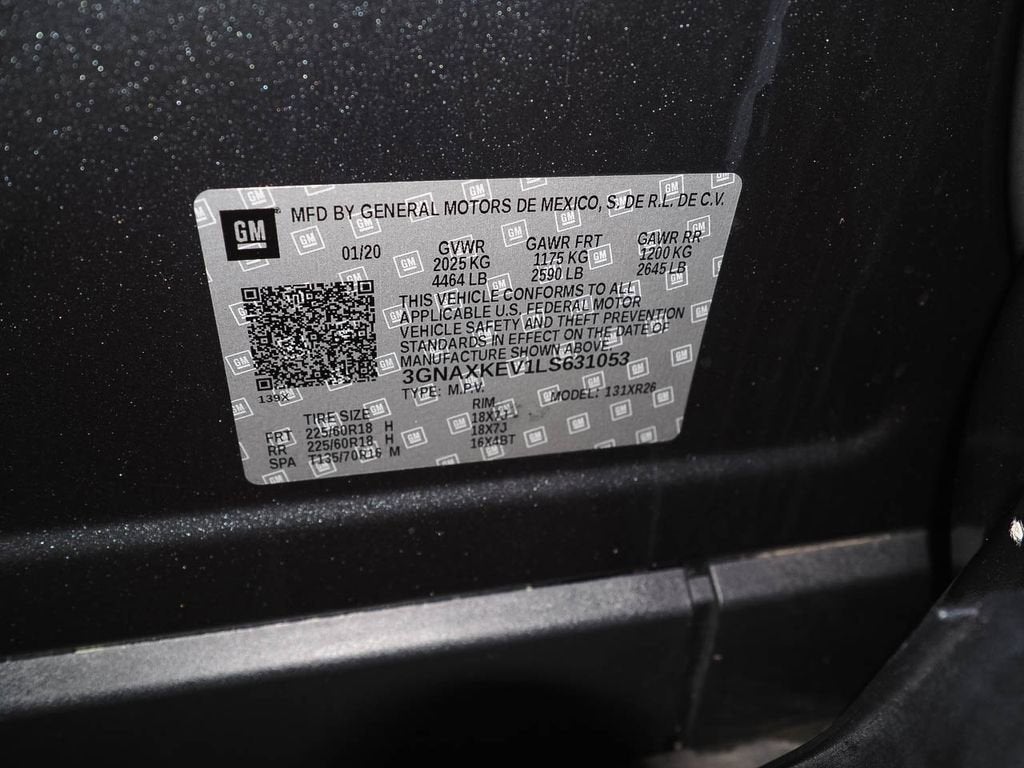 GM MFD BY GENERAL MOTORS DE MEXICO, S. DE R.L. DE C.V.
01/20 GVWR GAWR FRT GAWR RR
2025 KG 1175 KG 1200 KG
4464 LB 2590 LB 2645 LB
THIS VEHICLE CONFORMS TO ALL
APPLICABLE U.S. FEDERAL MOTOR
VEHICLE SAFETY AND THEFT PREVENTION
STANDARDS IN EFFECT ON THE DATE OF
MANUFACTURE SHOWN ABOVE.
3GNAXKEV1LS631053
139X
TYPE: M.P.V. MODEL: 131XR26
TIRE SIZE RIM
FRT 225/60R18 H 18X7J
RR 225/60R18 H 18X7J
SPA T135/70R16 M 16X4BT